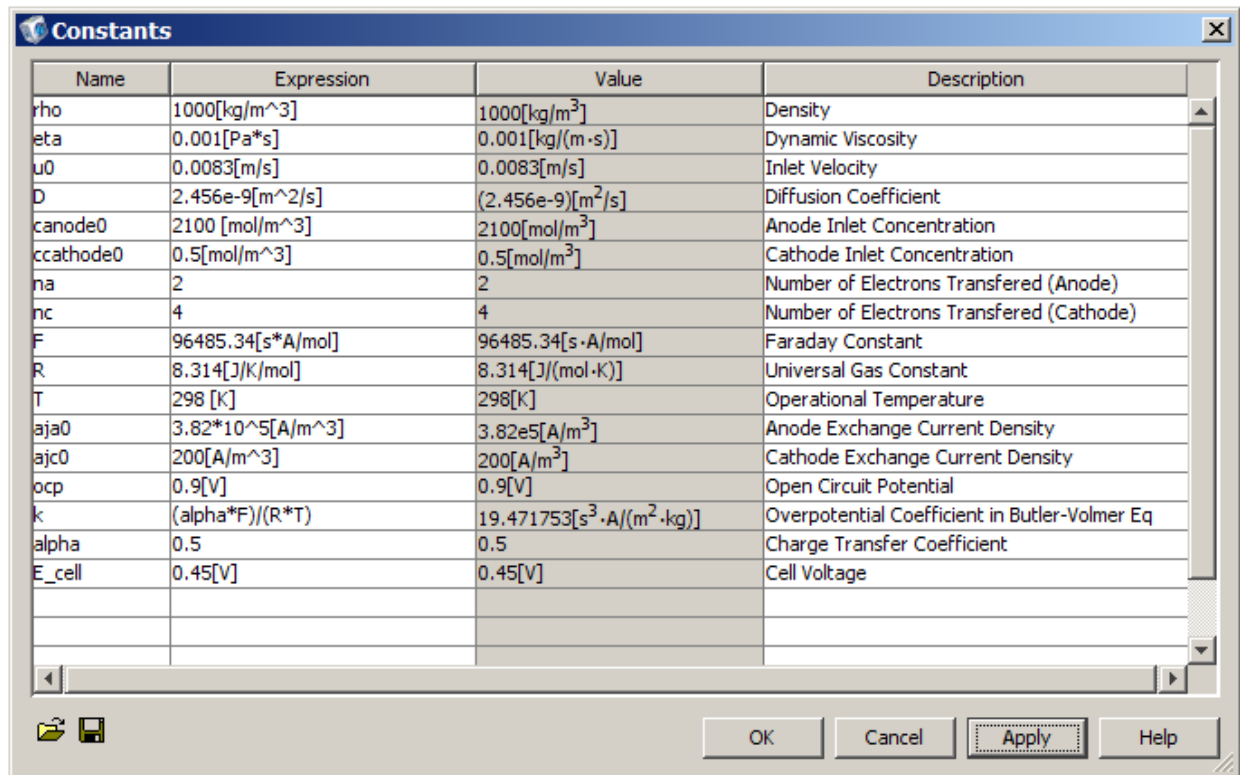 Constants
Name Expression Value Description
rho 1000[kg/m^3] 1000[kg/m³] Density
eta 0.001[Pa*s] 0.001[kg/(m·s)] Dynamic Viscosity
u0 0.0083[m/s] 0.0083[m/s] Inlet Velocity
D 2.456e-9[m^2/s] (2.456e-9)[m²/s] Diffusion Coefficient
canode0 2100 [mol/m^3] 2100[mol/m³] Anode Inlet Concentration
ccathode0 0.5[mol/m^3] 0.5[mol/m³] Cathode Inlet Concentration
na 2 2 Number of Electrons Transfered (Anode)
nc 4 4 Number of Electrons Transfered (Cathode)
F 96485.34[s*A/mol] 96485.34[s·A/mol] Faraday Constant
R 8.314[J/K/mol] 8.314[J/(mol·K)] Universal Gas Constant
T 298 [K] 298[K] Operational Temperature
aja0 3.82*10^5[A/m^3] 3.82e5[A/m³] Anode Exchange Current Density
ajc0 200[A/m^3] 200[A/m³] Cathode Exchange Current Density
ocp 0.9[V] 0.9[V] Open Circuit Potential
k (alpha*F)/(R*T) 19.471753[s³·A/(m²·kg)] Overpotential Coefficient in Butler-Volmer Eq
alpha 0.5 0.5 Charge Transfer Coefficient
E_cell 0.45[V] 0.45[V] Cell Voltage
OK Cancel Apply Help